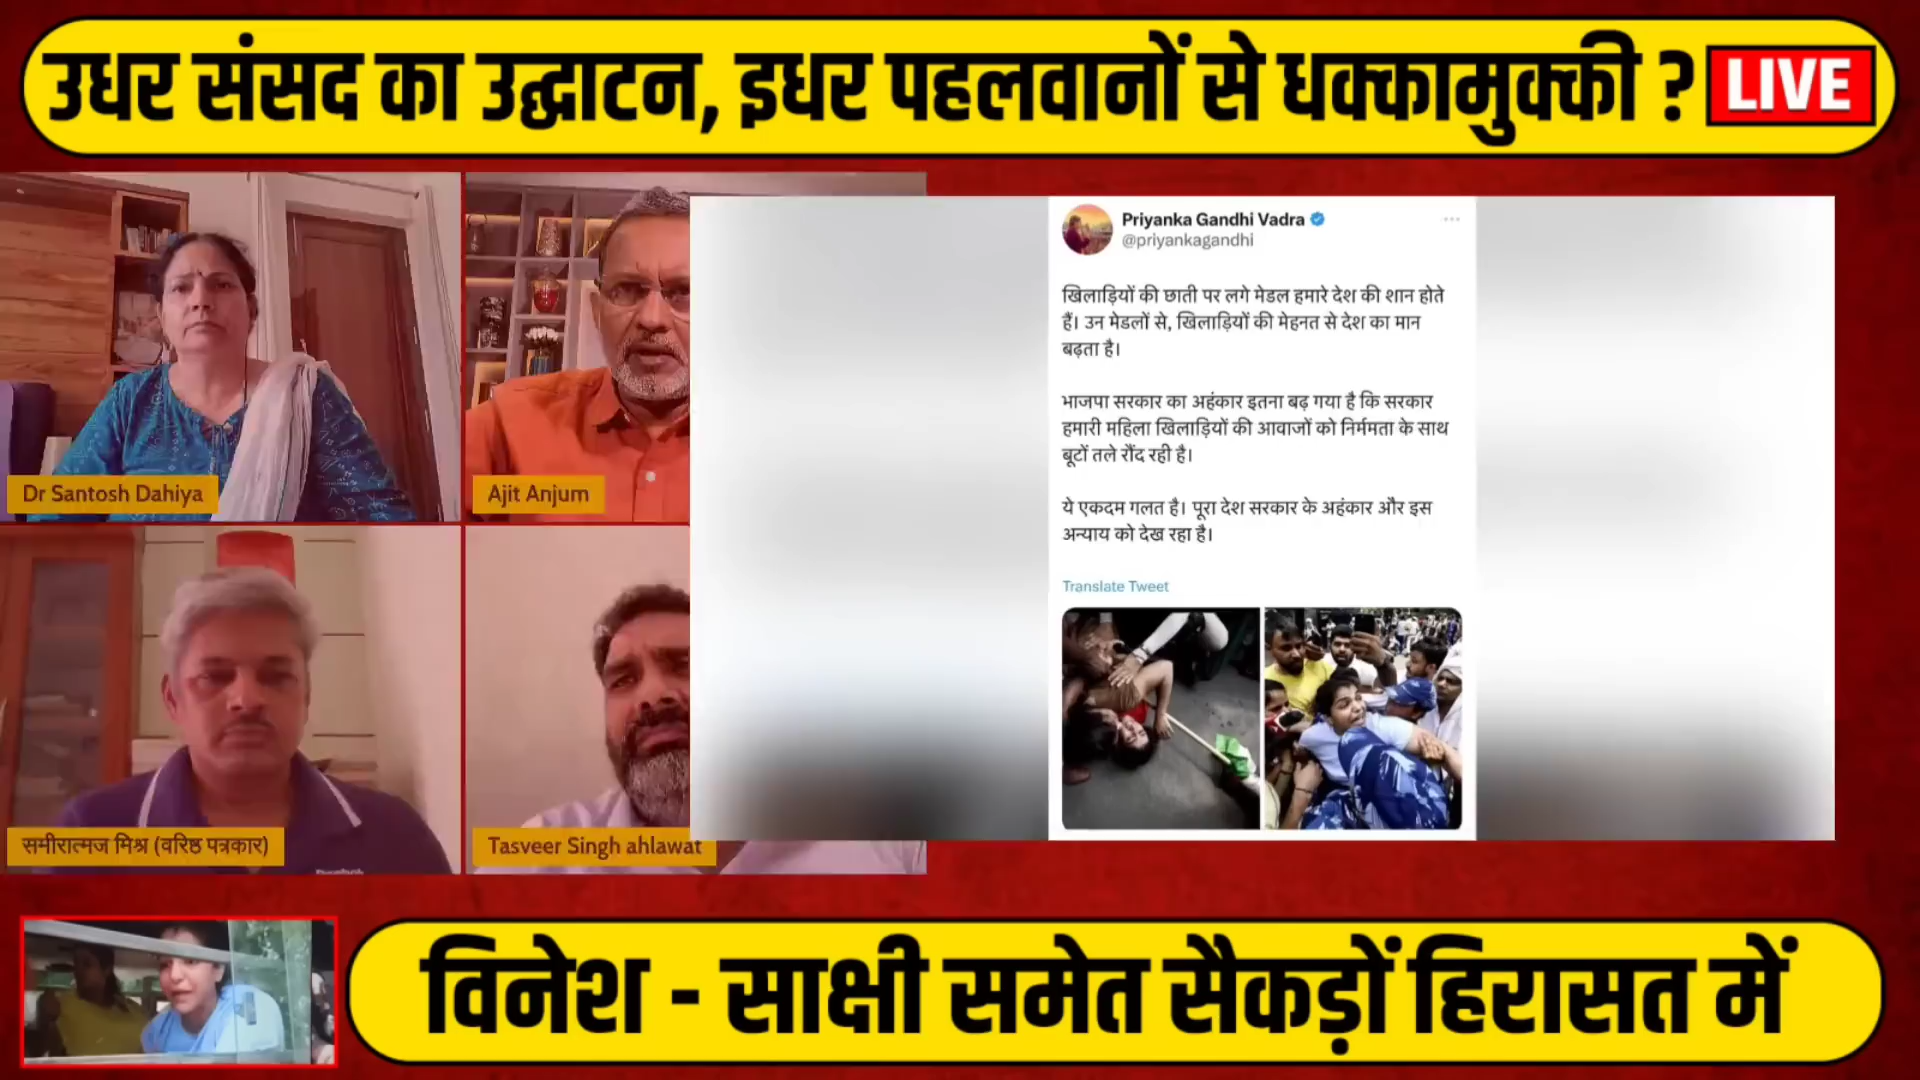 उधर संसद का उद्घाटन, इधर पहलवानों से धक्कामुक्की ? LIVE
Priyanka Gandhi Vadra
@priyankagandhi
खिलाड़ियों की छाती पर लगे मेडल हमारे देश की शान होते
हैं। उन मेडलों से, खिलाड़ियों की मेहनत से देश का मान
बढ़ता है।
भाजपा सरकार का अहंकार इतना बढ़ गया है कि सरकार
हमारी महिला खिलाड़ियों की आवाजों को निर्ममता के साथ
बूटों तले रौंद रही है।
ये एकदम गलत है। पूरा देश सरकार के अहंकार और इस
अन्याय को देख रहा है।
Translate Tweet
Dr Santosh Dahiya
Ajit Anjum
समीरात्मज मिश्र (वरिष्ठ पत्रकार)
Tasveer Singh ahlawat
विनेश - साक्षी समेत सैकड़ों हिरासत में